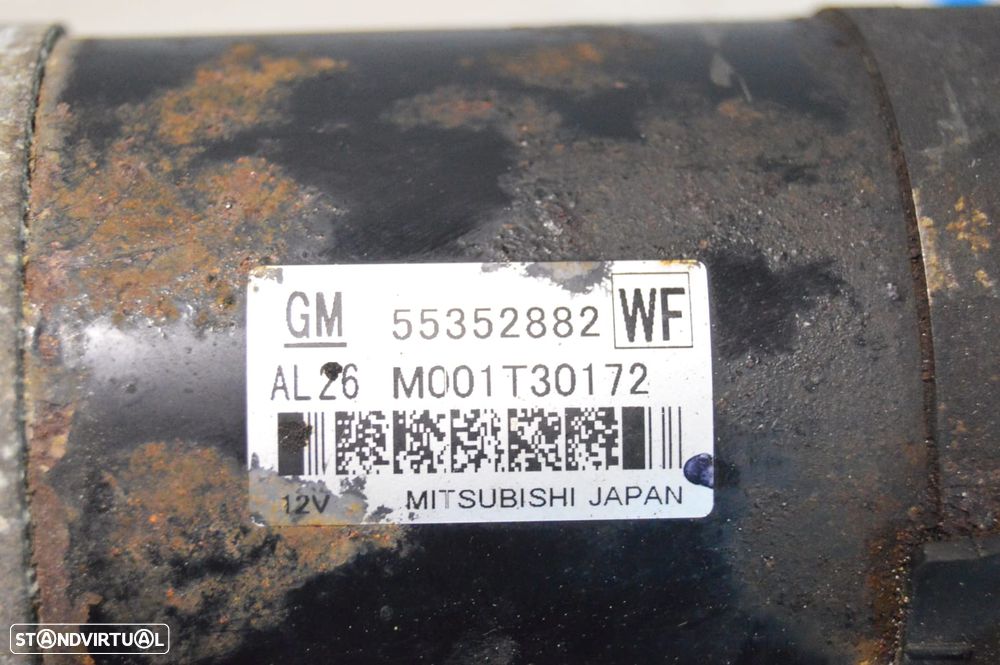 GM 55352882 WF
AL26 M001T30172
12V MITSUBISHI JAPAN
STANDVIRTUAL